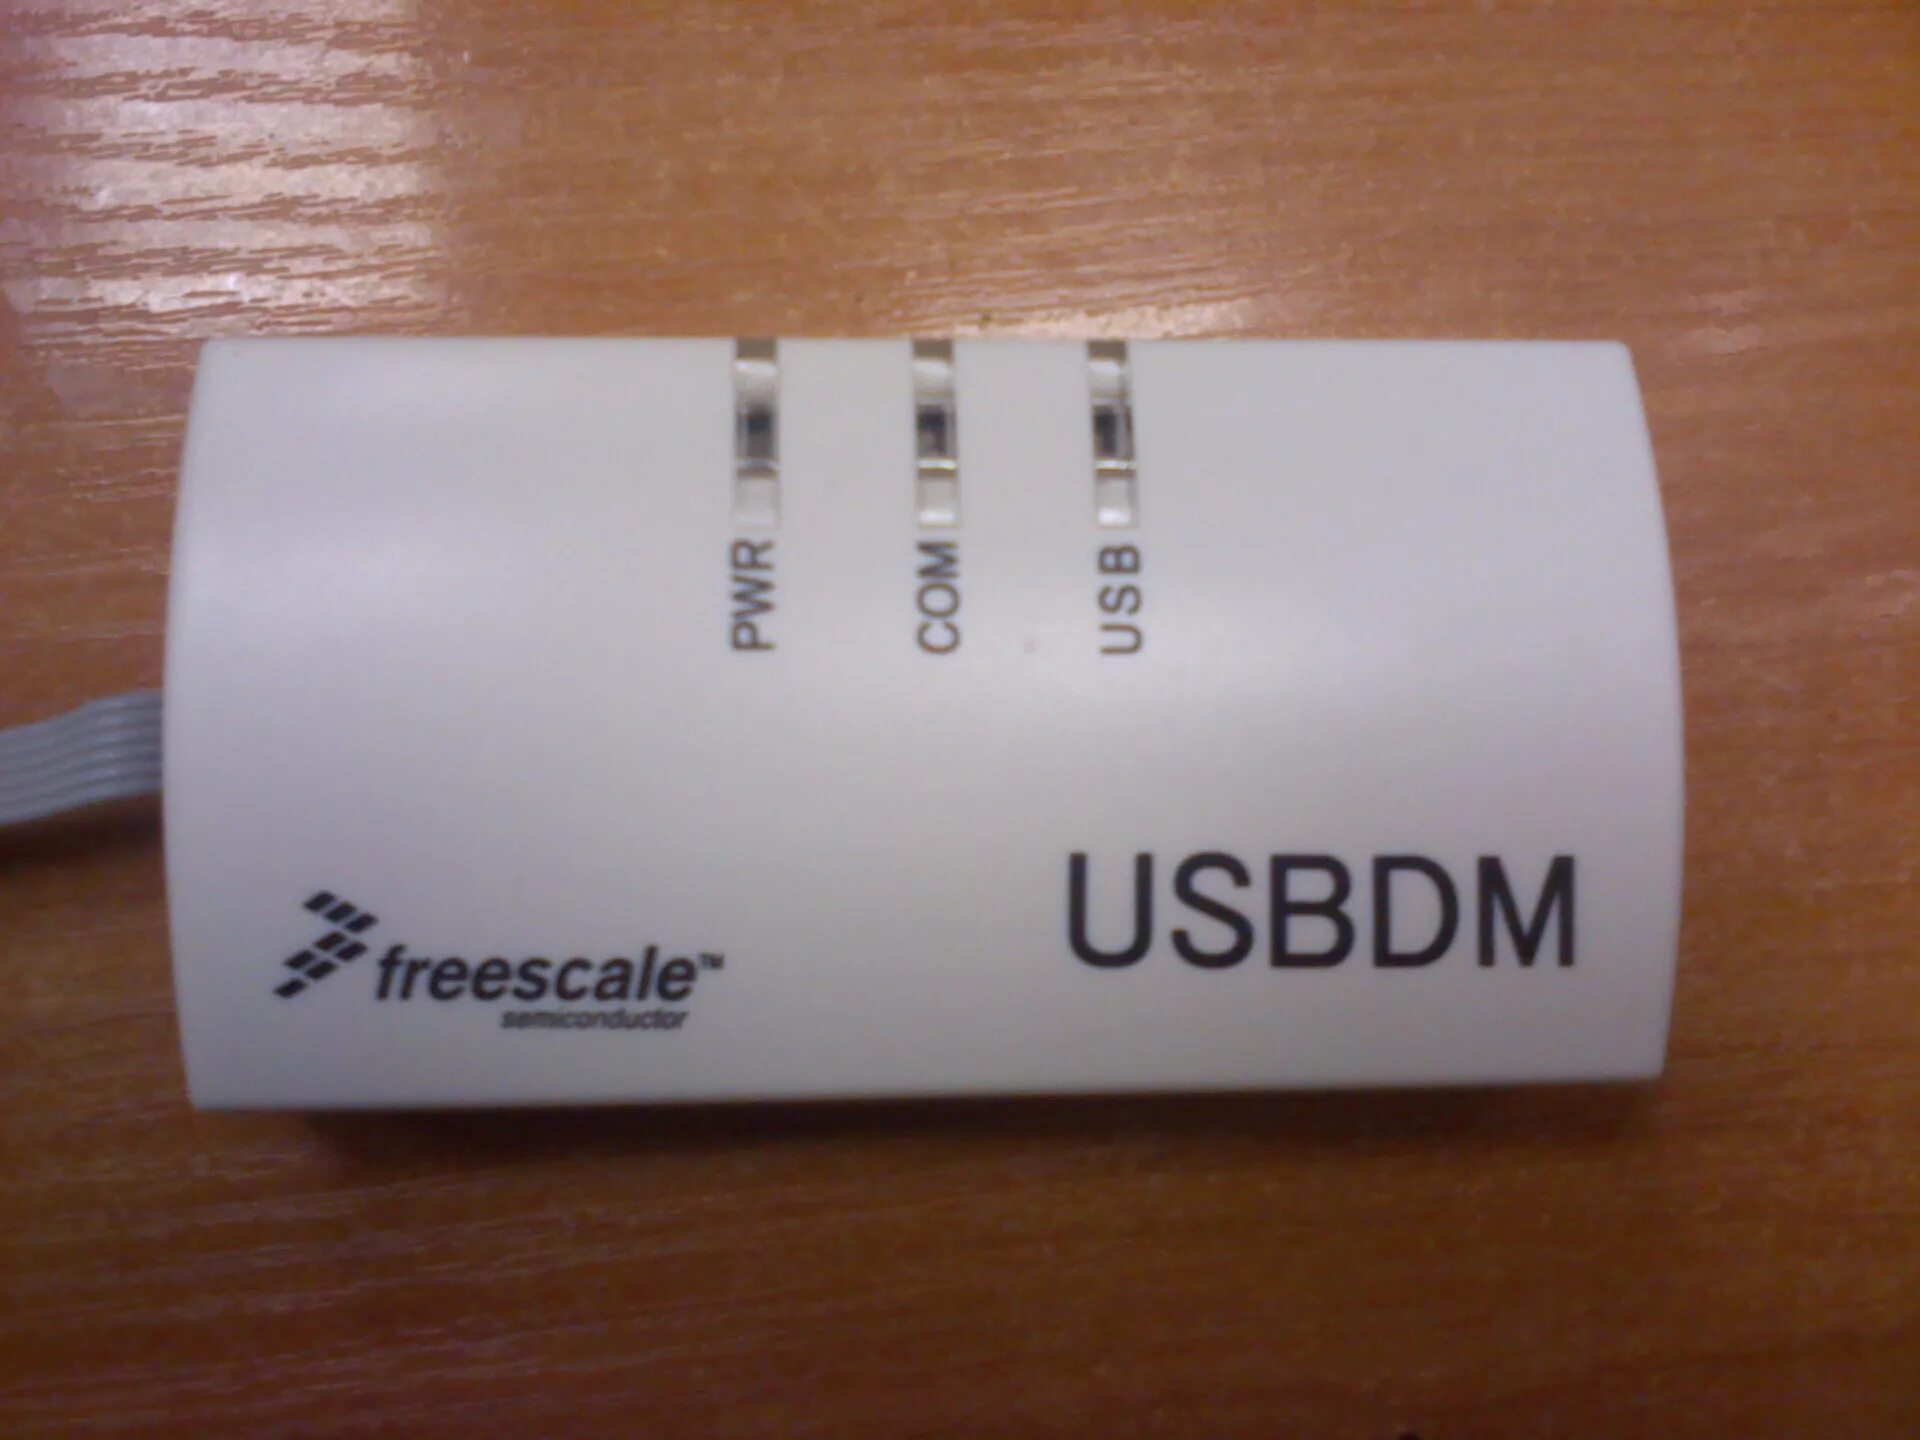 PWR
COM
USB
freescale™
semiconductor
USBDM